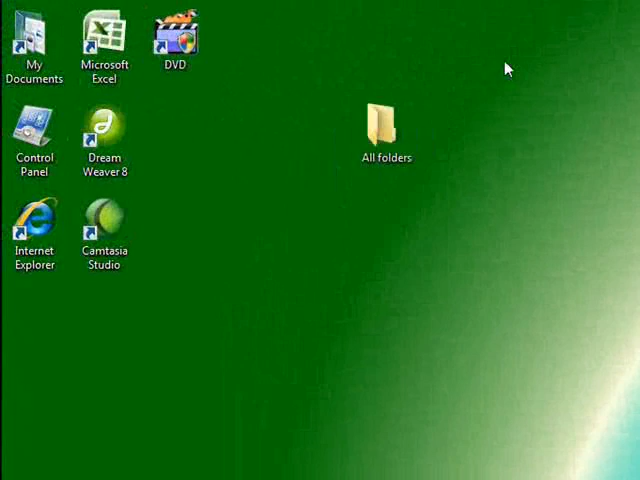 My
Documents
Microsoft
Excel
DVD
Control
Panel
Dream
Weaver 8
All folders
Internet
Explorer
Camtasia
Studio